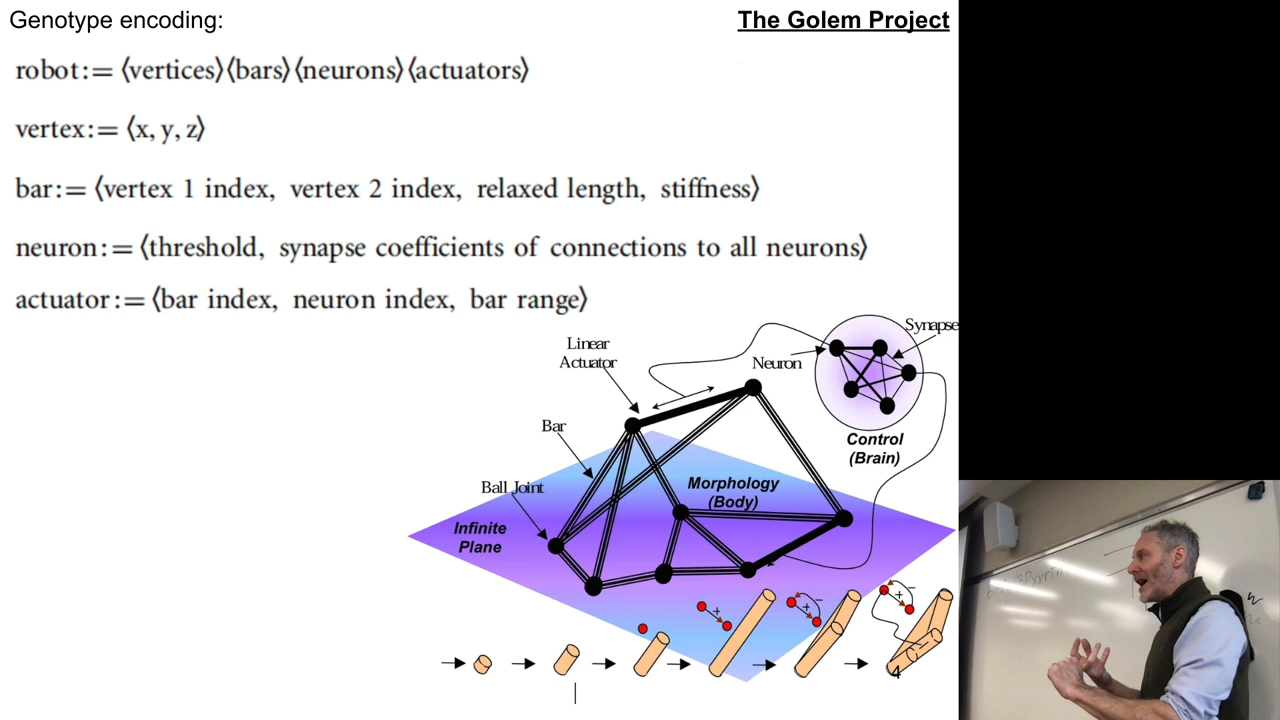 Genotype encoding:
The Golem Project
robot:= ⟨vertices⟩⟨bars⟩⟨neurons⟩⟨actuators⟩
vertex:= ⟨x, y, z⟩
bar:= ⟨vertex 1 index, vertex 2 index, relaxed length, stiffness⟩
neuron:= ⟨threshold, synapse coefficients of connections to all neurons⟩
actuator:= ⟨bar index, neuron index, bar range⟩
Synapse
Linear
Actuator
Neuron
Bar
Control
(Brain)
Ball Joint
Morphology
(Body)
Infinite
Plane
+
+ −
+ −
4